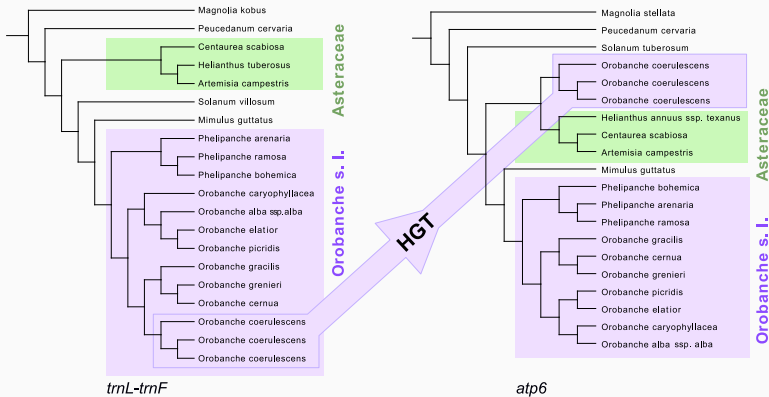 Magnolia kobus
Peucedanum cervaria
Centaurea scabiosa
Helianthus tuberosus
Artemisia campestris
Asteraceae
Solanum villosum
Mimulus guttatus
Phelipanche arenaria
Phelipanche ramosa
Phelipanche bohemica
Orobanche caryophyllacea
Orobanche alba ssp.alba
Orobanche elatior
Orobanche picridis
Orobanche gracilis
Orobanche grenieri
Orobanche cernua
Orobanche coerulescens
Orobanche coerulescens
Orobanche coerulescens
Orobanche s. l.
trnL-trnF
HGT
Magnolia stellata
Peucedanum cervaria
Solanum tuberosum
Orobanche coerulescens
Orobanche coerulescens
Orobanche coerulescens
Helianthus annuus ssp. texanus
Centaurea scabiosa
Artemisia campestris
Asteraceae
Mimulus guttatus
Phelipanche bohemica
Phelipanche arenaria
Phelipanche ramosa
Orobanche gracilis
Orobanche cernua
Orobanche grenieri
Orobanche picridis
Orobanche elatior
Orobanche caryophyllacea
Orobanche alba ssp. alba
Orobanche s. l.
atp6